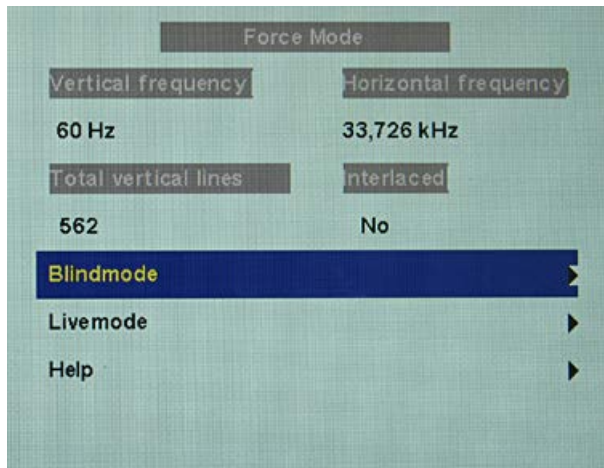 Force Mode
Vertical frequency Horizontal frequency
60 Hz 33,726 kHz
Total vertical lines Interlaced
562 No
Blindmode
Livemode
Help